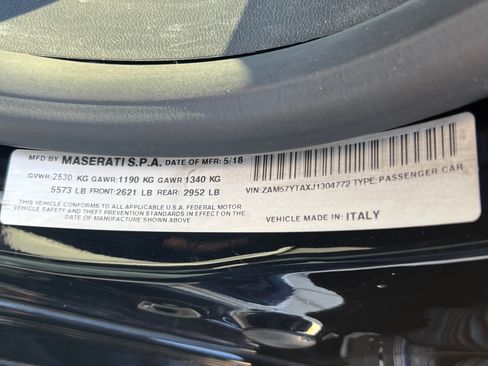 MFD BY MASERATI S.P.A. DATE OF MFR: 5/18
GVWR: 2530 KG GAWR: 1190 KG GAWR 1340 KG
5573 LB FRONT: 2621 LB REAR: 2952 LB
THIS VEHICLE CONFORMS TO ALL APPLICABLE U.S. FEDERAL MOTOR
VEHICLE SAFETY AND THEFT PREVENTION STANDARDS IN EFFECT ON THE
DATE OF MANUFACTURE SHOWN ABOVE
VIN: ZAM57YTAXJ1304772 TYPE: PASSENGER CAR
VEHICLE MADE IN: ITALY